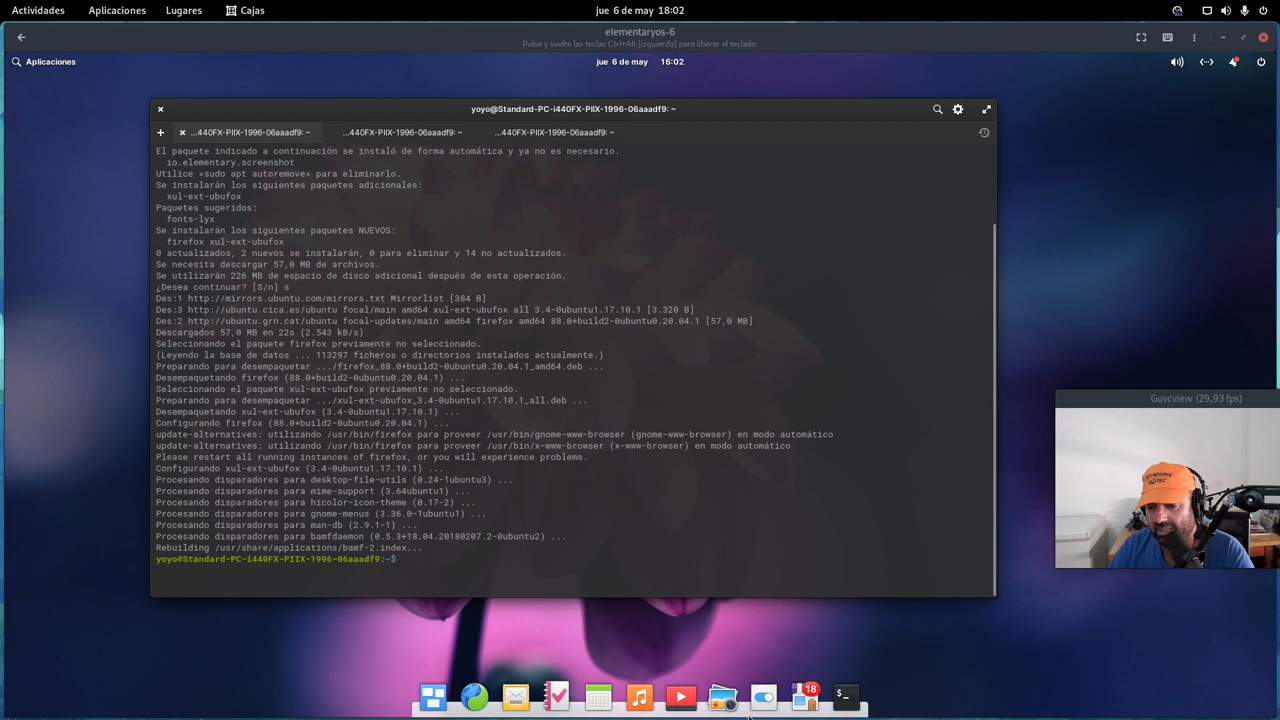 Actividades
Aplicaciones
Lugares
Cajas
jue 6 de may 18:02
elementaryos-6
Pulse y suelte las teclas Ctrl+Alt [izquierda] para liberar el teclado.
Aplicaciones
jue 6 de may 16:02
yoyo@Standard-PC-i440FX-PIIX-1996-06aaadf9: ~
...440FX-PIIX-1996-06aaadf9: ~
...440FX-PIIX-1996-06aaadf9: ~
...440FX-PIIX-1996-06aaadf9: ~
El paquete indicado a continuación se instaló de forma automática y ya no es necesario.
io.elementary.screenshot
Utilice «sudo apt autoremove» para eliminarlo.
Se instalarán los siguientes paquetes adicionales:
xul-ext-ubufox
Paquetes sugeridos:
fonts-lyx
Se instalarán los siguientes paquetes NUEVOS:
firefox xul-ext-ubufox
0 actualizados, 2 nuevos se instalarán, 0 para eliminar y 14 no actualizados.
Se necesita descargar 57,0 MB de archivos.
Se utilizarán 226 MB de espacio de disco adicional después de esta operación.
¿Desea continuar? [S/n] s
Des:1 http://mirrors.ubuntu.com/mirrors.txt Mirrorlist [384 B]
Des:3 http://ubuntu.cica.es/ubuntu focal/main amd64 xul-ext-ubufox all 3.4-0ubuntu1.17.10.1 [3.320 B]
Des:2 http://ubuntu.grn.cat/ubuntu focal-updates/main amd64 firefox amd64 88.0+build2-0ubuntu0.20.04.1 [57,0 MB]
Descargados 57,0 MB en 22s (2.543 kB/s)
Seleccionando el paquete firefox previamente no seleccionado.
(Leyendo la base de datos ... 113297 ficheros o directorios instalados actualmente.)
Preparando para desempaquetar .../firefox_88.0+build2-0ubuntu0.20.04.1_amd64.deb ...
Desempaquetando firefox (88.0+build2-0ubuntu0.20.04.1) ...
Seleccionando el paquete xul-ext-ubufox previamente no seleccionado.
Preparando para desempaquetar .../xul-ext-ubufox_3.4-0ubuntu1.17.10.1_all.deb ...
Desempaquetando xul-ext-ubufox (3.4-0ubuntu1.17.10.1) ...
Configurando firefox (88.0+build2-0ubuntu0.20.04.1) ...
update-alternatives: utilizando /usr/bin/firefox para proveer /usr/bin/gnome-www-browser (gnome-www-browser) en modo automático
update-alternatives: utilizando /usr/bin/firefox para proveer /usr/bin/x-www-browser (x-www-browser) en modo automático
Please restart all running instances of firefox, or you will experience problems.
Configurando xul-ext-ubufox (3.4-0ubuntu1.17.10.1) ...
Procesando disparadores para desktop-file-utils (0.24-1ubuntu3) ...
Procesando disparadores para mime-support (3.64ubuntu1) ...
Procesando disparadores para hicolor-icon-theme (0.17-2) ...
Procesando disparadores para gnome-menus (3.36.0-1ubuntu1) ...
Procesando disparadores para man-db (2.9.1-1) ...
Procesando disparadores para bamfdaemon (0.5.3+18.04.20180207.2-0ubuntu2) ...
Rebuilding /usr/share/applications/bamf-2.index...
yoyo@Standard-PC-i440FX-PIIX-1996-06aaadf9:~$
Guvcview (29,93 fps)
18